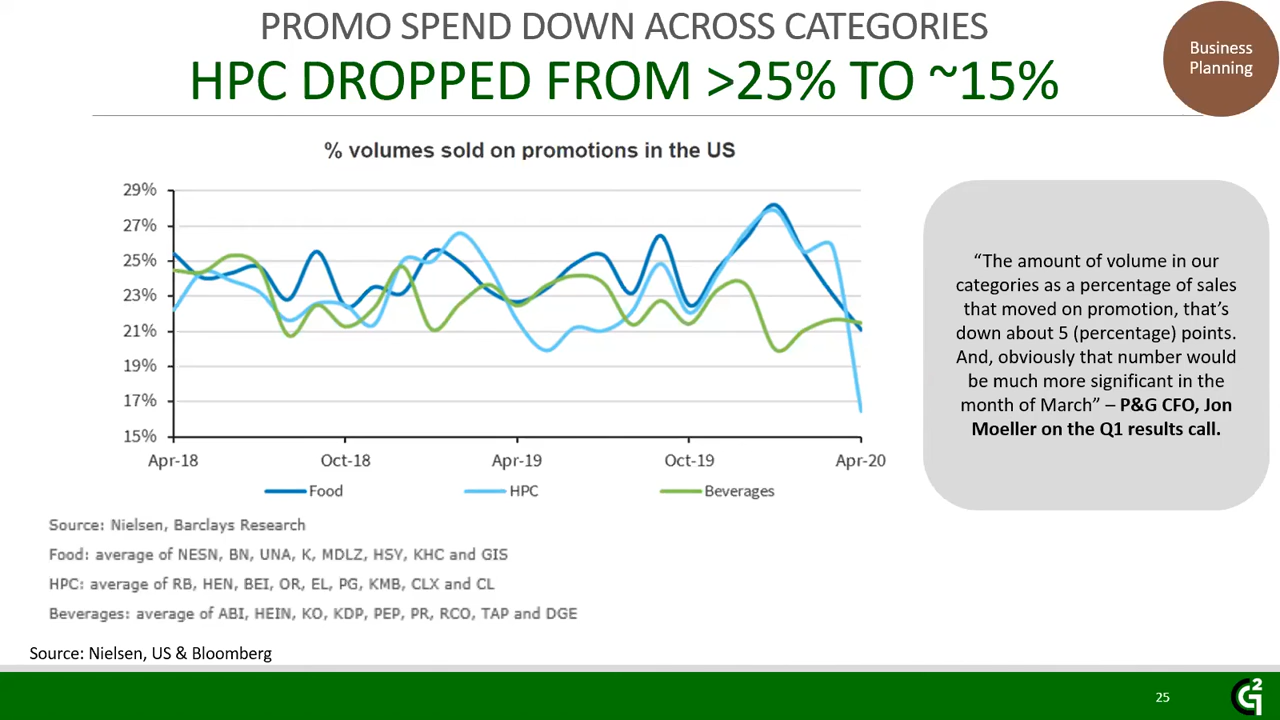 PROMO SPEND DOWN ACROSS CATEGORIES
HPC DROPPED FROM >25% TO ~15%
Business
Planning
% volumes sold on promotions in the US
29%
27%
25%
23%
21%
19%
17%
15%
Apr-18 Oct-18 Apr-19 Oct-19 Apr-20
Food HPC Beverages
“The amount of volume in our
categories as a percentage of sales
that moved on promotion, that’s
down about 5 (percentage) points.
And, obviously that number would
be much more significant in the
month of March” – P&G CFO, Jon
Moeller on the Q1 results call.
Source: Nielsen, Barclays Research
Food: average of NESN, BN, UNA, K, MDLZ, HSY, KHC and GIS
HPC: average of RB, HEN, BEI, OR, EL, PG, KMB, CLX and CL
Beverages: average of ABI, HEIN, KO, KDP, PEP, PR, RCO, TAP and DGE
Source: Nielsen, US & Bloomberg
25
G2